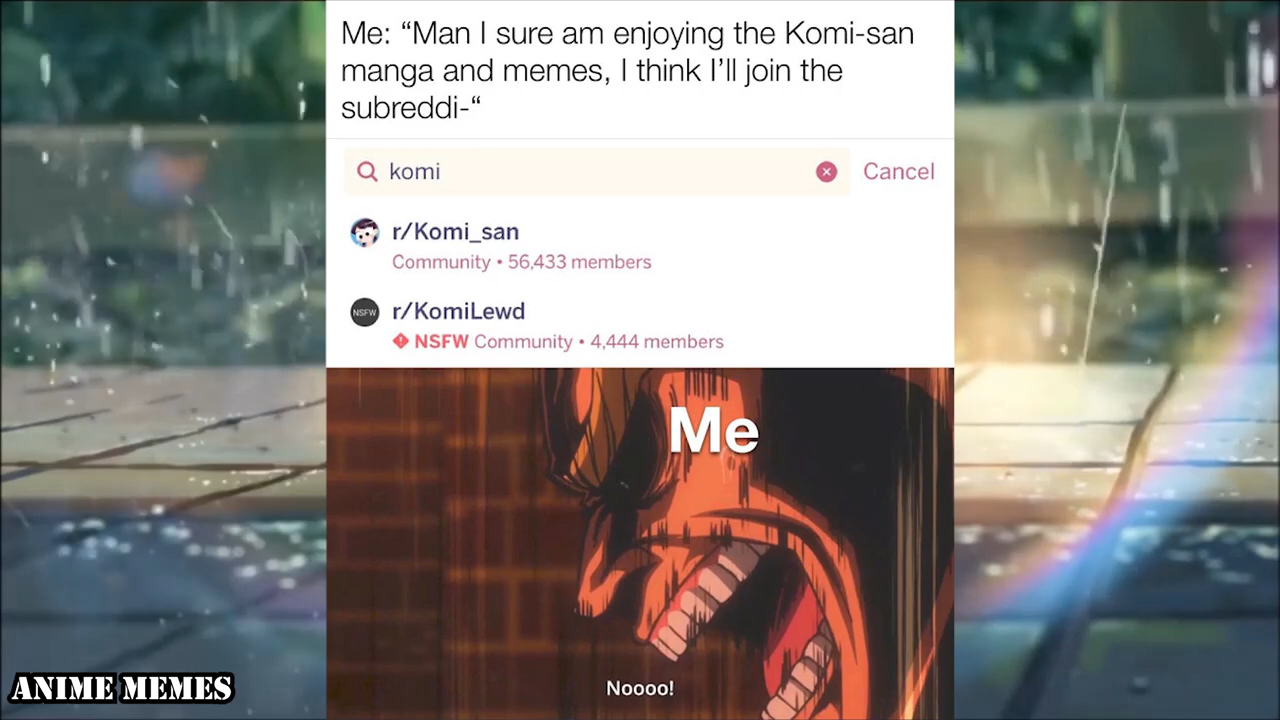 Me: “Man I sure am enjoying the Komi-san
manga and memes, I think I’ll join the
subreddi-“
komi
Cancel
r/Komi_san
Community • 56,433 members
NSFW
r/KomiLewd
NSFW Community • 4,444 members
Me
Noooo!
ANIME MEMES